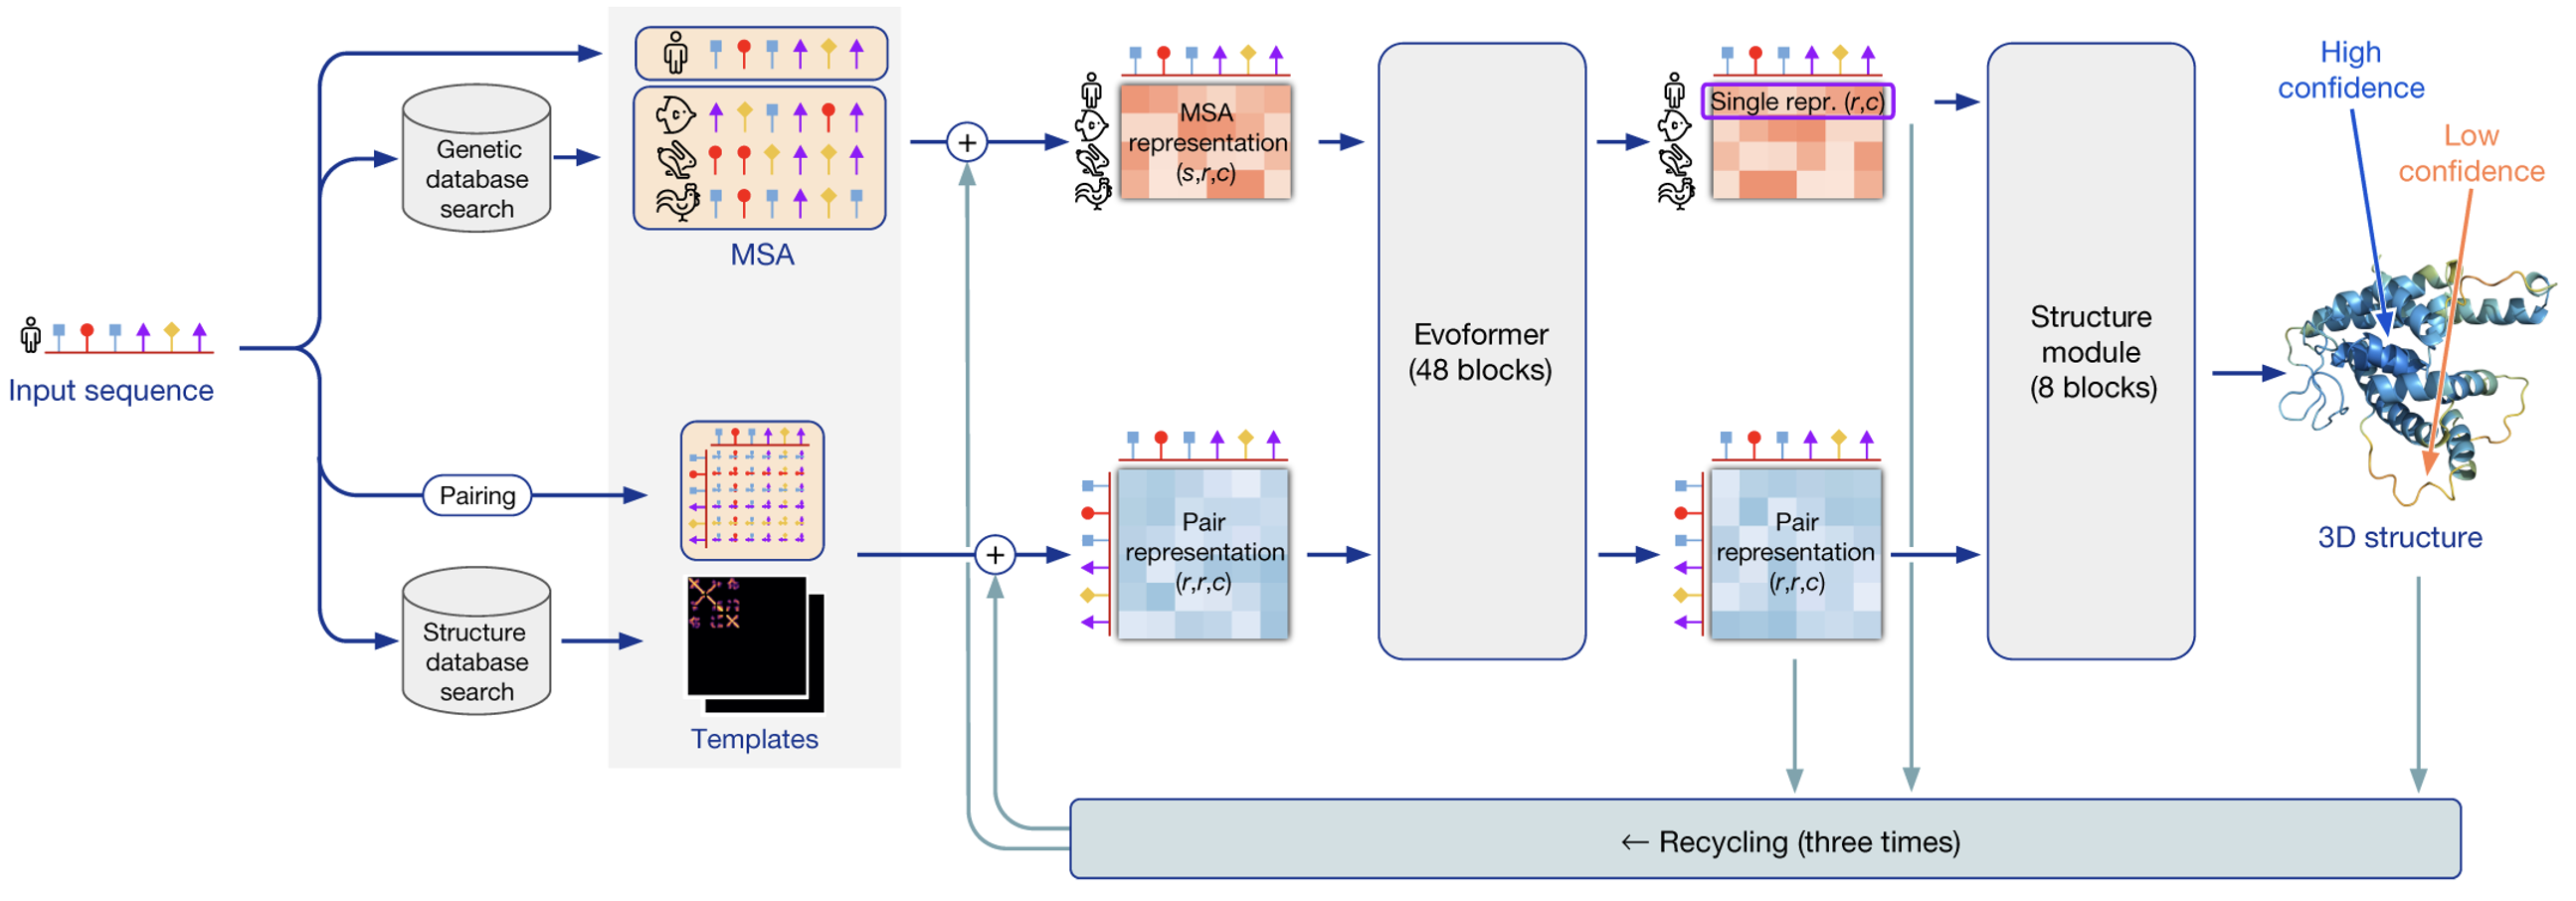 Input sequence
Genetic
database
search
MSA
Pairing
Structure
database
search
Templates
+
+
MSA
representation
(s,r,c)
Pair
representation
(r,r,c)
Evoformer
(48 blocks)
Single repr. (r,c)
Pair
representation
(r,r,c)
Structure
module
(8 blocks)
High
confidence
Low
confidence
3D structure
← Recycling (three times)